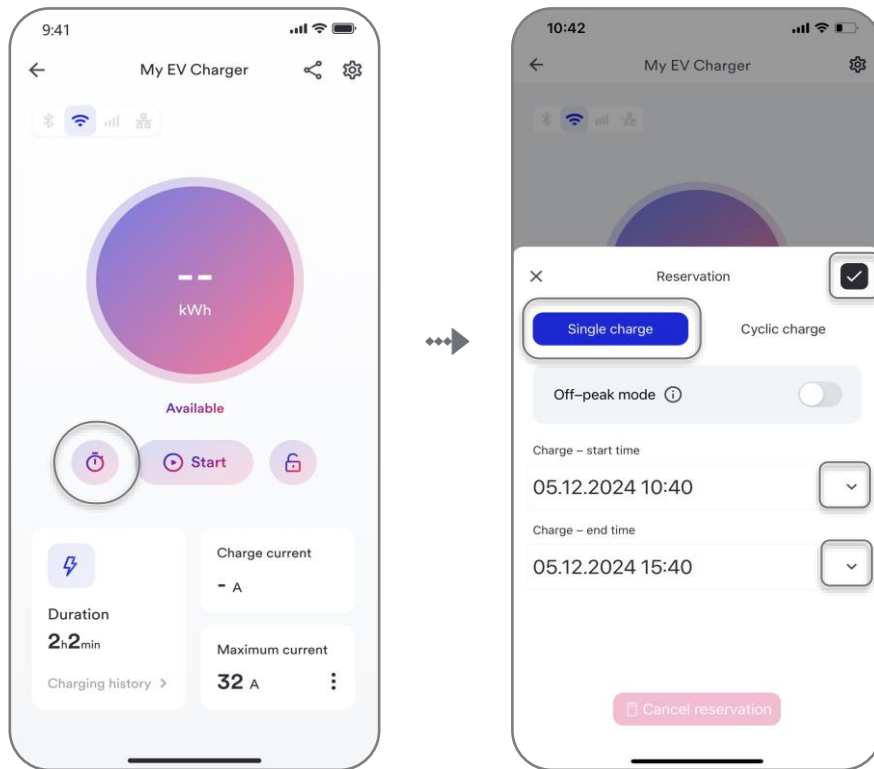 9:41
My EV Charger
--
kWh
Available
Start
Duration
2h2min
Charging history >
Charge current
- A
Maximum current
32 A
10:42
My EV Charger
Reservation
Single charge
Cyclic charge
Off-peak mode
Charge – start time
05.12.2024 10:40
Charge – end time
05.12.2024 15:40
Cancel reservation